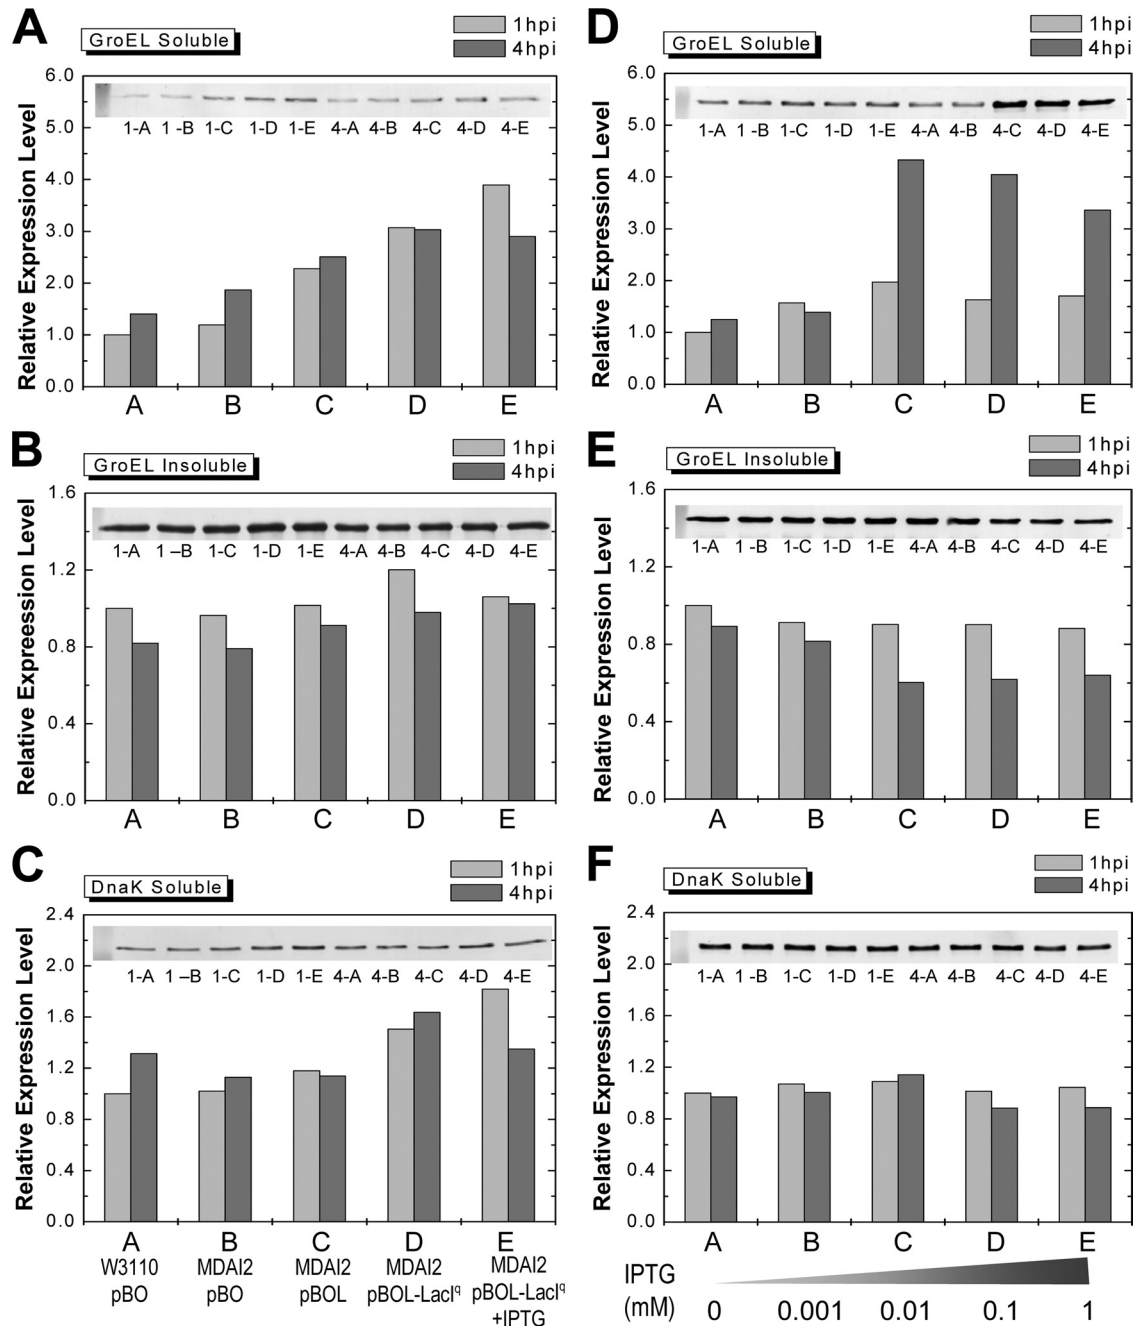 A
GroEL Soluble
1hpi
4hpi
Relative Expression Level
6.0
5.0
4.0
3.0
2.0
1.0
0.0
1-A 1 -B 1-C 1-D 1-E 4-A 4-B 4-C 4-D 4-E
A B C D E
B
GroEL Insoluble
1hpi
4hpi
Relative Expreession Level
1.6
1.2
0.8
0.4
0.0
1-A 1 –B 1-C 1-D 1-E 4-A 4-B 4-C 4-D 4-E
A B C D E
C
DnaK Soluble
1hpi
4hpi
Relative Expression Level
2.4
2.0
1.6
1.2
0.8
0.4
0.0
1-A 1 –B 1-C 1-D 1-E 4-A 4-B 4-C 4-D 4-E
A B C D E
W3110 MDAI2 MDAI2 MDAI2 MDAI2
pBO pBO pBOL pBOL-LacIq pBOL-LacIq
+IPTG
D
GroEL Soluble
1hpi
4hpi
Relative Expression Level
6.0
5.0
4.0
3.0
2.0
1.0
0.0
1-A 1 -B 1-C 1-D 1-E 4-A 4-B 4-C 4-D 4-E
A B C D E
E
GroEL Insoluble
1hpi
4hpi
Relative Expression Level
1.6
1.2
0.8
0.4
0.0
1-A 1 -B 1-C 1-D 1-E 4-A 4-B 4-C 4-D 4-E
A B C D E
F
DnaK Soluble
1hpi
4hpi
Relative Expression Level
2.4
2.0
1.6
1.2
0.8
0.4
0.0
1-A 1 -B 1-C 1-D 1-E 4-A 4-B 4-C 4-D 4-E
A B C D E
IPTG
(mM) 0 0.001 0.01 0.1 1